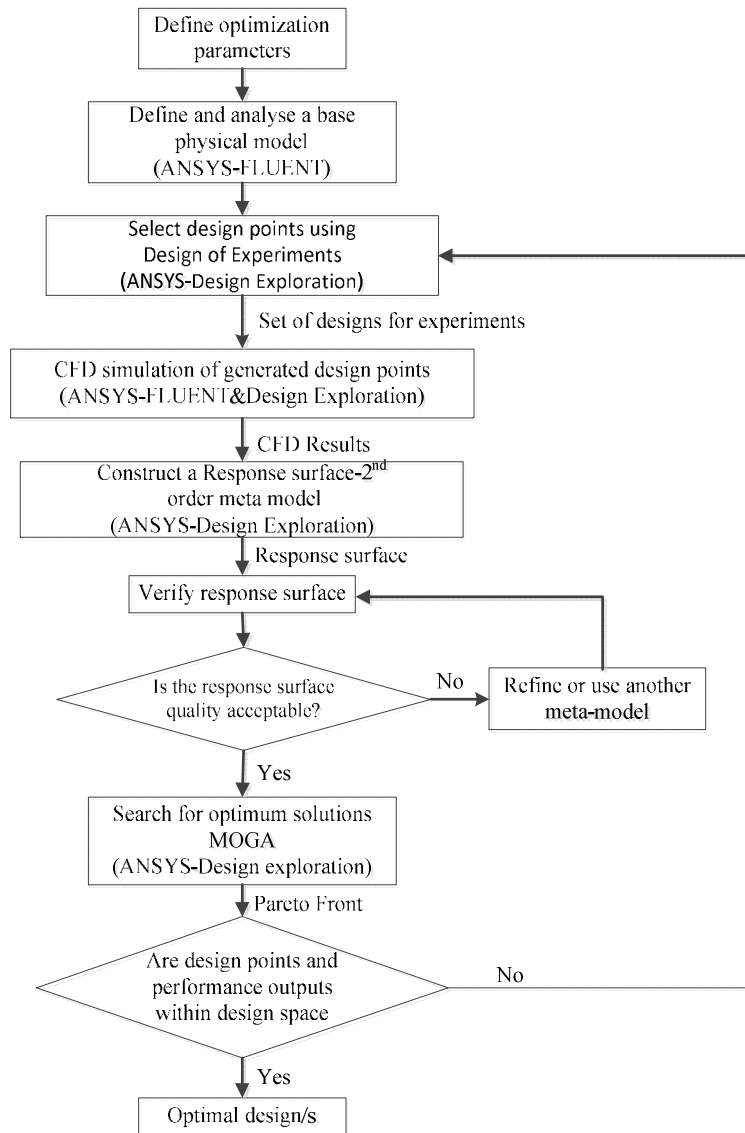 Define optimization
parameters
Define and analyse a base
physical model
(ANSYS-FLUENT)
Select design points using
Design of Experiments
(ANSYS-Design Exploration)
Set of designs for experiments
CFD simulation of generated design points
(ANSYS-FLUENT&Design Exploration)
CFD Results
Construct a Response surface-2nd
order meta model
(ANSYS-Design Exploration)
Response surface
Verify response surface
Is the response surface
quality acceptable?
No
Refine or use another
meta-model
Yes
Search for optimum solutions
MOGA
(ANSYS-Design exploration)
Pareto Front
Are design points and
performance outputs
within design space
No
Yes
Optimal design/s